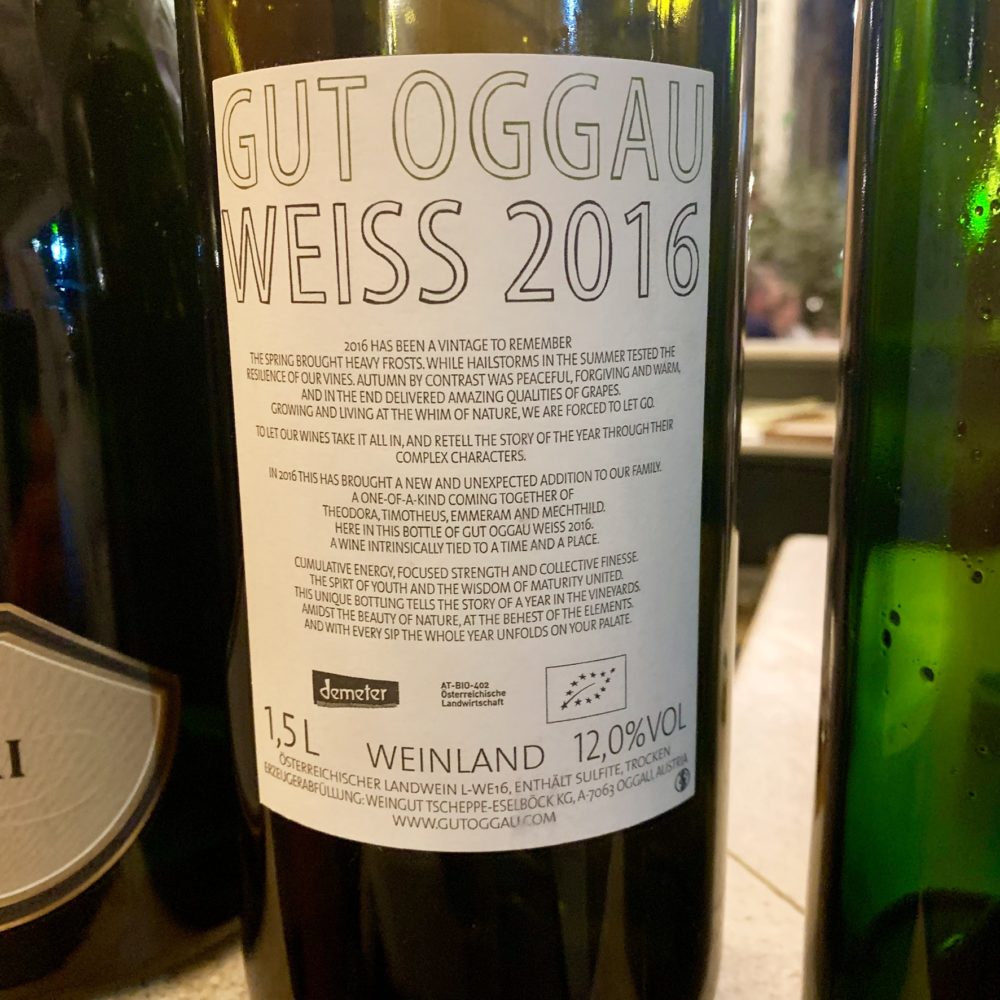 GUT OGGAU
WEISS 2016
2016 HAS BEEN A VINTAGE TO REMEMBER
THE SPRING BROUGHT HEAVY FROSTS. WHILE HAILSTORMS IN THE SUMMER TESTED THE
RESILIENCE OF OUR VINES. AUTUMN BY CONTRAST WAS PEACEFUL, FORGIVING AND WARM,
AND IN THE END DELIVERED AMAZING QUALITIES OF GRAPES.
GROWING AND LIVING AT THE WHIM OF NATURE, WE ARE FORCED TO LET GO.
TO LET OUR WINES TAKE IT ALL IN, AND RETELL THE STORY OF THE YEAR THROUGH THEIR
COMPLEX CHARACTERS.
IN 2016 THIS HAS BROUGHT A NEW AND UNEXPECTED ADDITION TO OUR FAMILY.
A ONE-OF-A-KIND COMING TOGETHER OF
THEODORA, TIMOTHEUS, EMMERAM AND MECHTHILD.
HERE IN THIS BOTTLE OF GUT OGGAU WEISS 2016.
A WINE INTRINSICALLY TIED TO A TIME AND A PLACE.
CUMULATIVE ENERGY, FOCUSED STRENGTH AND COLLECTIVE FINESSE.
THE SPIRT OF YOUTH AND THE WISDOM OF MATURITY UNITED.
THIS UNIQUE BOTTLING TELLS THE STORY OF A YEAR IN THE VINEYARDS.
AMIDST THE BEAUTY OF NATURE, AT THE BEHEST OF THE ELEMENTS.
AND WITH EVERY SIP THE WHOLE YEAR UNFOLDS ON YOUR PALATE.
demeter
AT-BIO-402
Österreichische
Landwirtschaft
1,5 L WEINLAND 12,0%VOL
ÖSTERREICHISCHER LANDWEIN L-WE16, ENTHÄLT SULFITE, TROCKEN
ERZEUGERABFÜLLUNG: WEINGUT TSCHEPPE-ESELBÖCK KG, A-7063 OGGAU, AUSTRIA
WWW.GUTOGGAU.COM